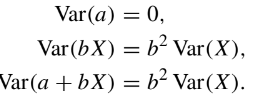 Var(a) = 0,
Var(bX) = b² Var(X),
Var(a + bX) = b² Var(X).